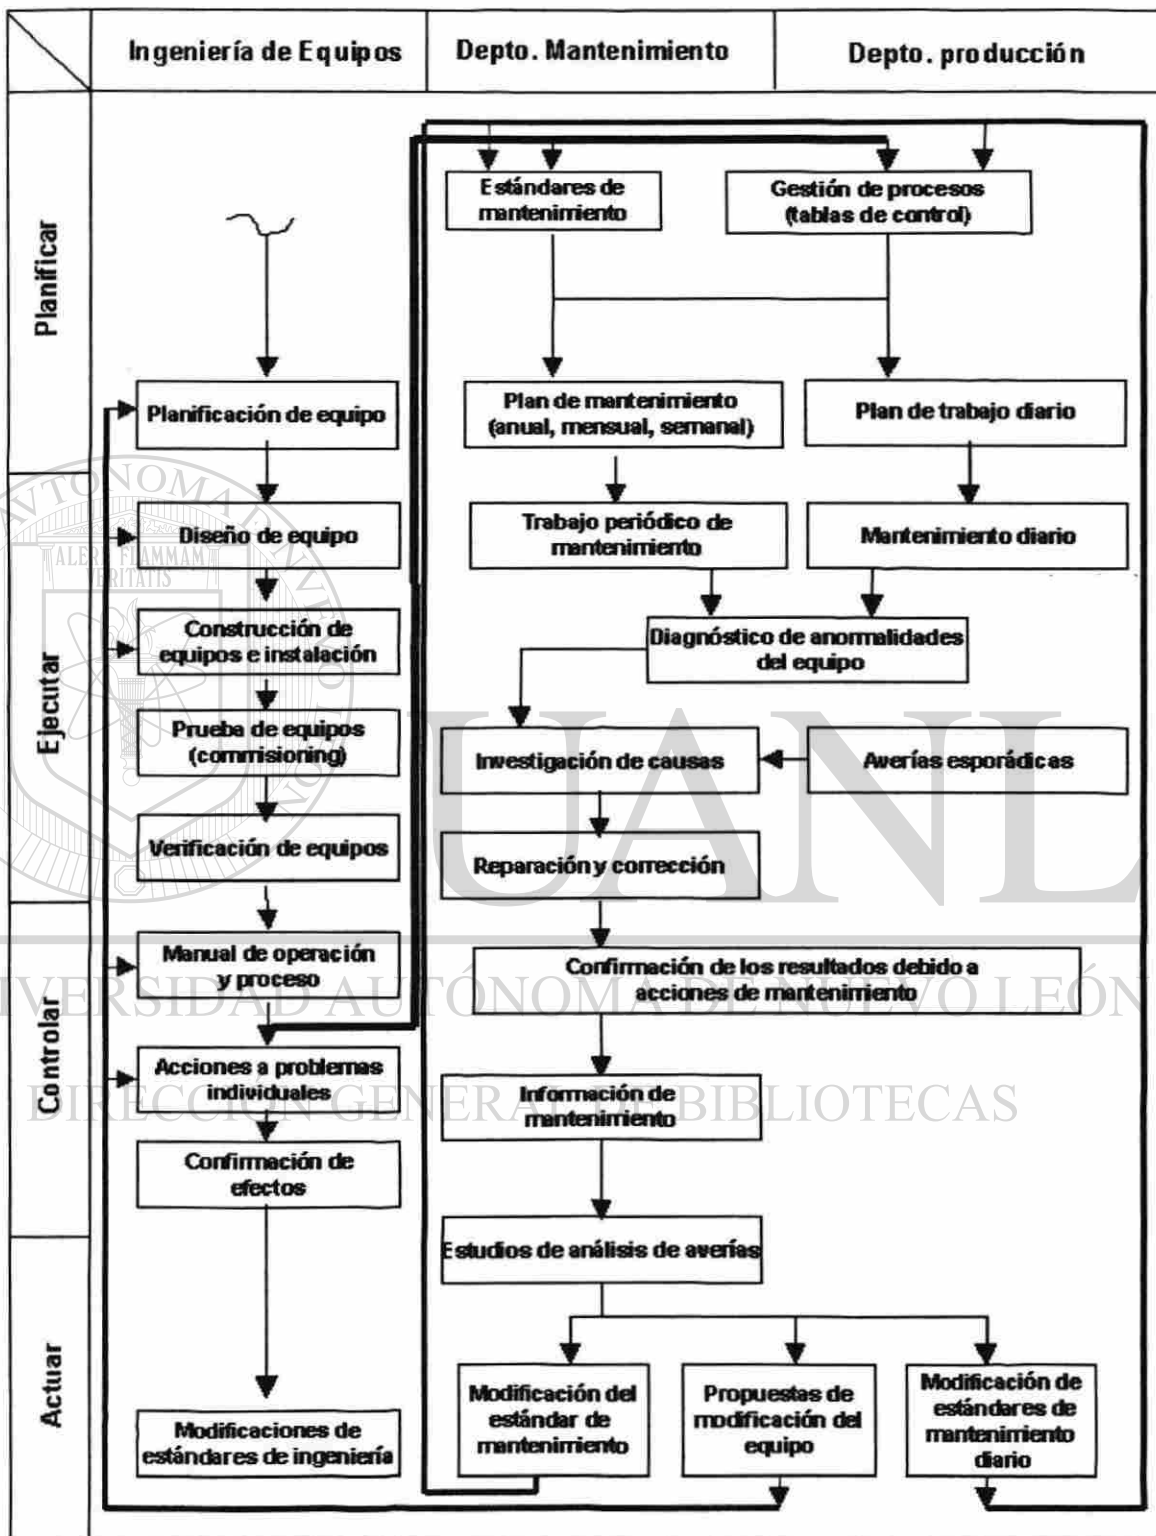 Ingeniería de Equipos
Depto. Mantenimiento
Depto. producción
Planificar
Estándares de
mantenimiento
Gestión de procesos
(tablas de control)
Planificación de equipo
Plan de mantenimiento
(anual, mensual, semanal)
Plan de trabajo diario
Ejecutar
Diseño de equipo
Trabajo periódico de
mantenimiento
Mantenimiento diario
Construcción de
equipos e instalación
Diagnóstico de anormalidades
del equipo
Prueba de equipos
(commisioning)
Investigación de causas
Averías esporádicas
Verificación de equipos
Reparación y corrección
Controlar
Manual de operación
y proceso
Confirmación de los resultados debido a
acciones de mantenimiento
Acciones a problemas
individuales
Información de
mantenimiento
Confirmación de
efectos
Actuar
Estudios de análisis de averías
Modificaciones de
estándares de ingeniería
Modificación del
estándar de
mantenimiento
Propuestas de
modificación del
equipo
Modificación de
estándares de
mantenimiento
diario
ALERE FLAMMAM
VERITATIS
UANL
UNIVERSIDAD AUTÓNOMA DE NUEVO LEÓN
DIRECCIÓN GENERAL DE BIBLIOTECAS